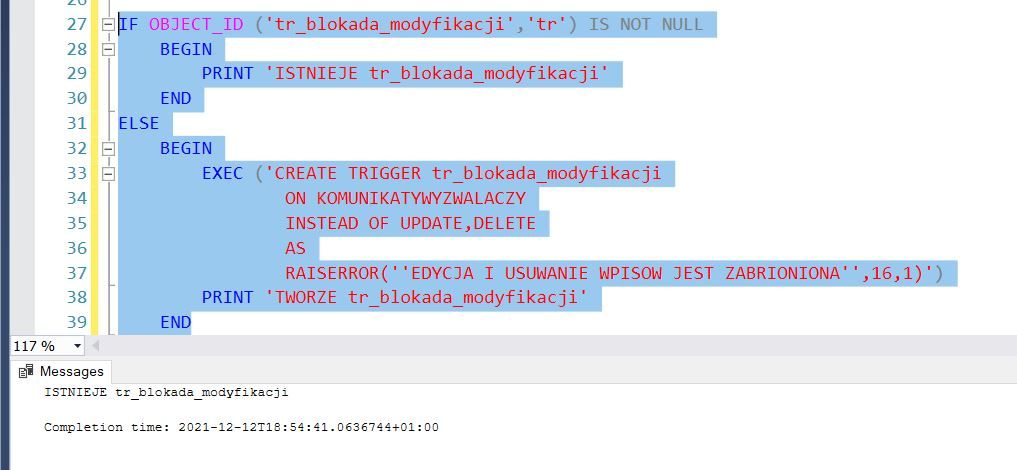 26
27 IF OBJECT_ID ('tr_blokada_modyfikacji','tr') IS NOT NULL
28 BEGIN
29 PRINT 'ISTNIEJE tr_blokada_modyfikacji'
30 END
31 ELSE
32 BEGIN
33 EXEC ('CREATE TRIGGER tr_blokada_modyfikacji
34 ON KOMUNIKATYWYZWALACZY
35 INSTEAD OF UPDATE,DELETE
36 AS
37 RAISERROR(''EDYCJA I USUWANIE WPISOW JEST ZABRIONIONA'',16,1)')
38 PRINT 'TWORZE tr_blokada_modyfikacji'
39 END
117 %
Messages
ISTNIEJE tr_blokada_modyfikacji
Completion time: 2021-12-12T18:54:41.0636744+01:00